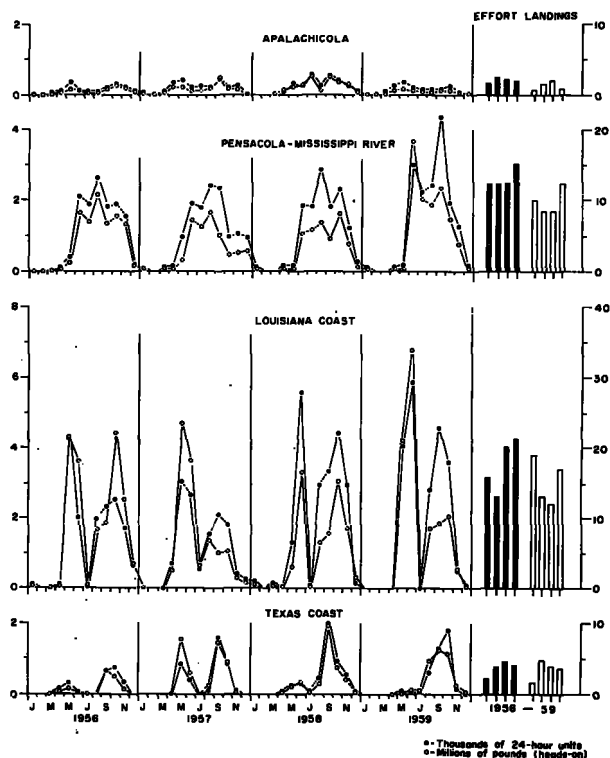 EFFORT LANDINGS
APALACHICOLA
2
0
10
5
0
PENSACOLA-MISSISSIPPI RIVER
4
2
0
20
10
0
LOUISIANA COAST
8
6
4
2
0
40
30
20
10
0
TEXAS COAST
2
0
10
5
0
J M M J S N J M M J S N J M M J S N J M M J S N
1956 1957 1958 1959 1956 — 59
●-Thousands of 24-hour units
○-Millions of pounds (heads-on)